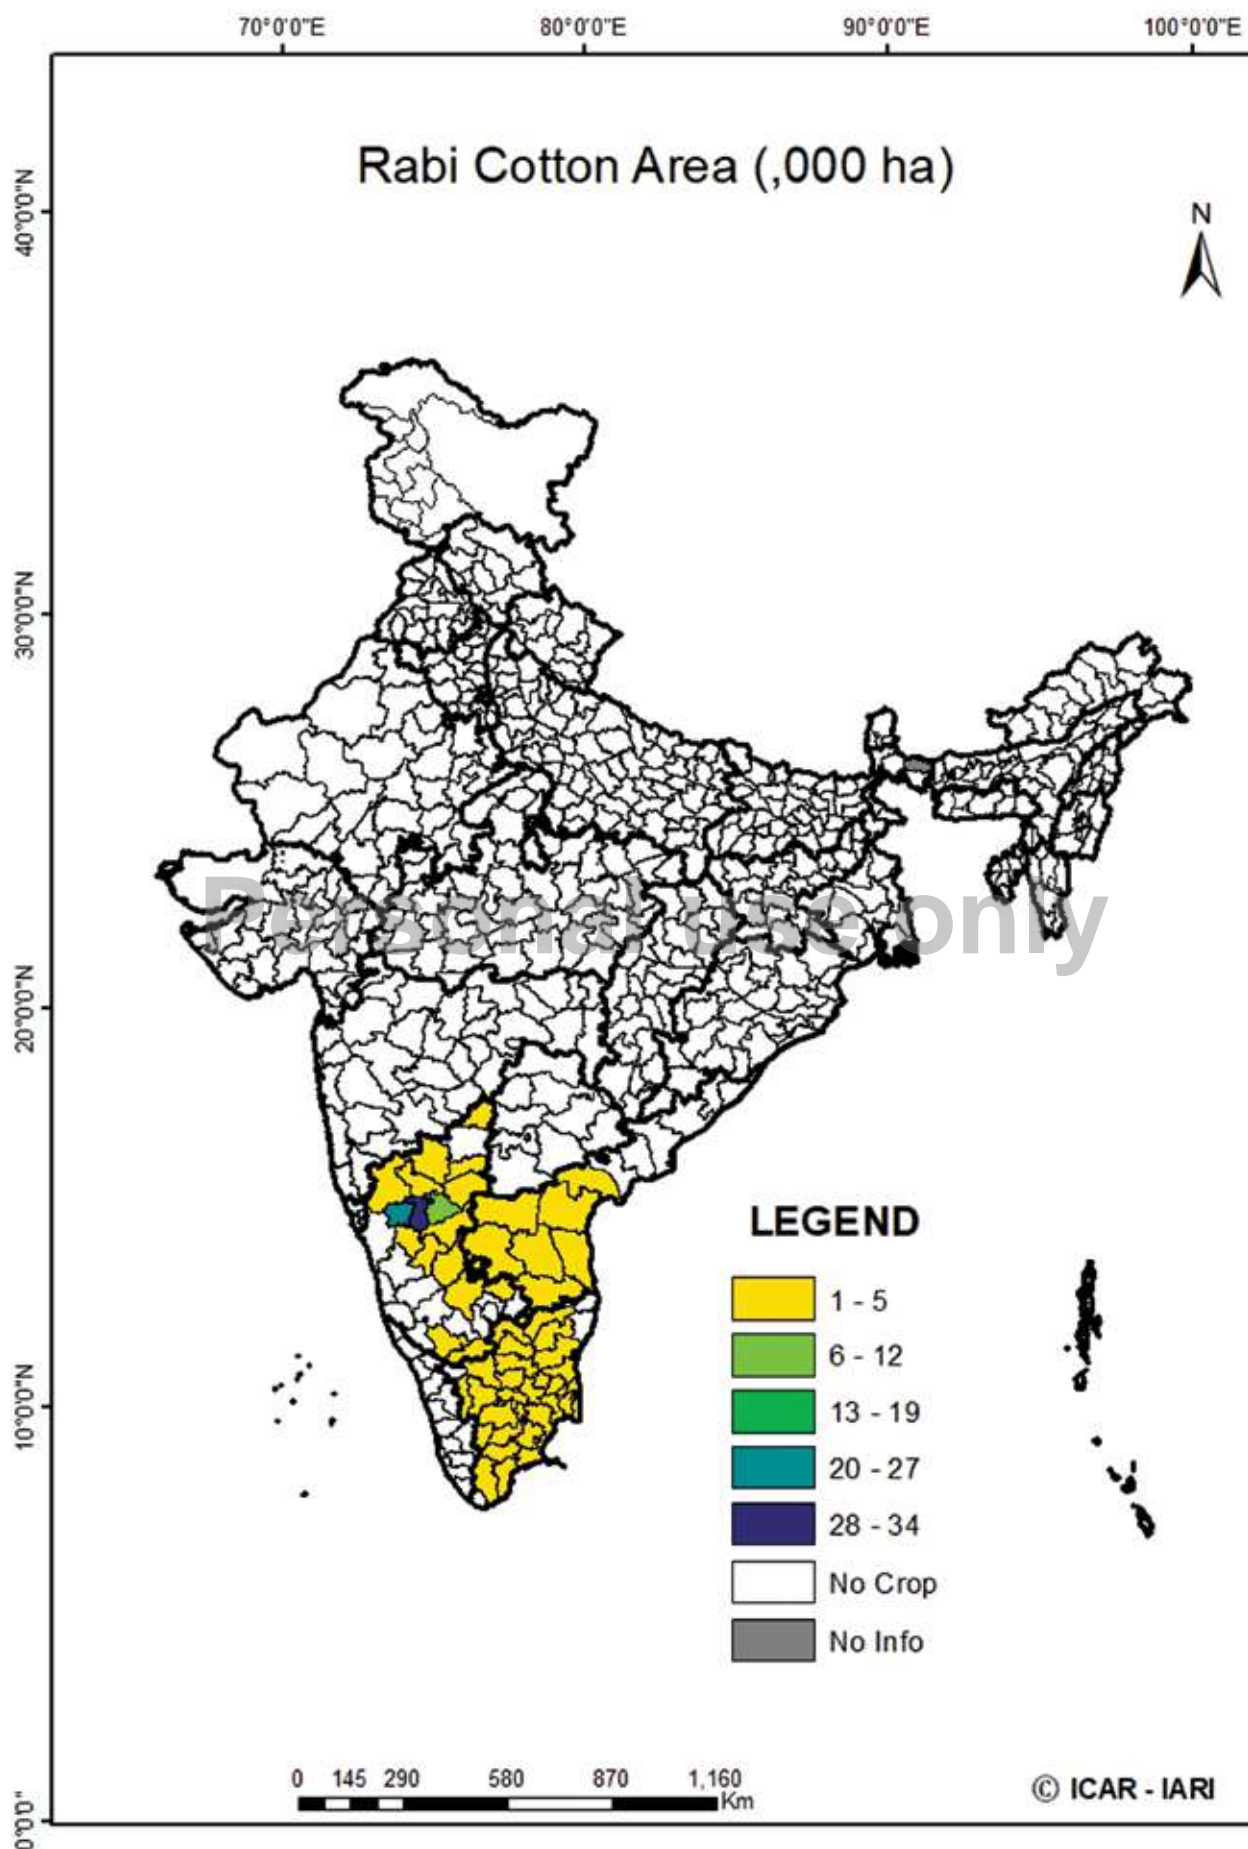 70°0'0"E 80°0'0"E 90°0'0"E 100°0'0"E
Rabi Cotton Area (,000 ha)
N
40°0'0"N
30°0'0"N
20°0'0"N
10°0'0"N
0°0'0"
Personal use only
LEGEND
1 - 5
6 - 12
13 - 19
20 - 27
28 - 34
No Crop
No Info
0 145 290 580 870 1,160
Km
© ICAR - IARI